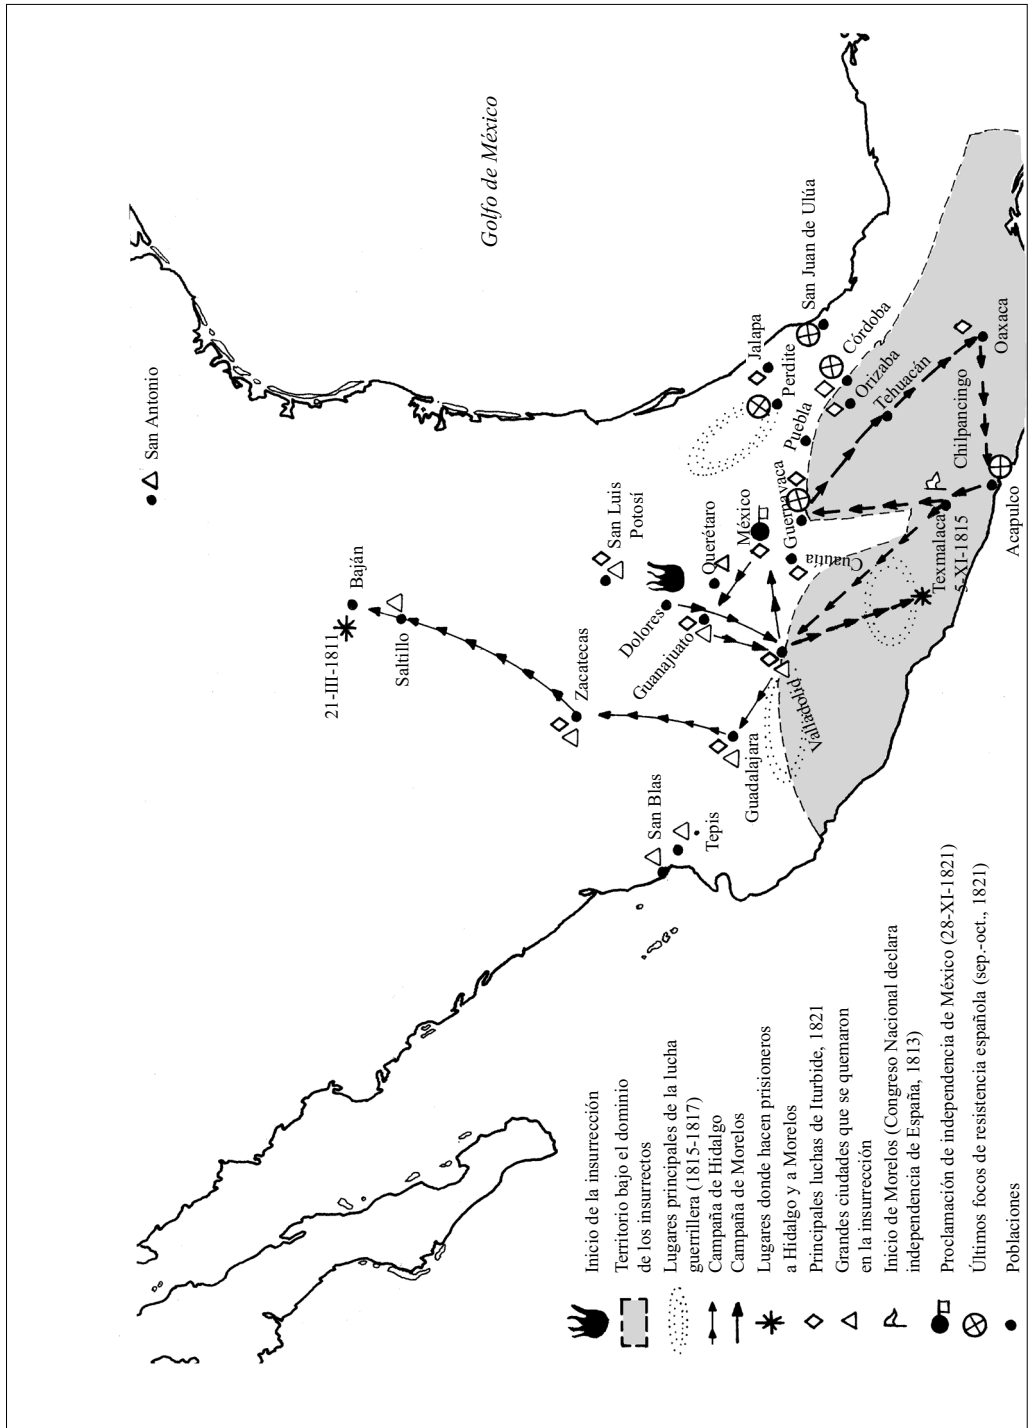 Golfo de México
San Antonio
21-III-1811
Baján
Saltillo
Zacatecas
San Luis
Potosí
Dolores
Guanajuato
Querétaro
México
Jalapa
Perdite
San Juan de Ulúa
Córdoba
Orizaba
Tehuacán
Puebla
Guernavaca
Cuautla
Oaxaca
Chilpancingo
Acapulco
Texmalaca
5-XI-1815
Valladolid
Guadalajara
San Blas
Tepis
Inicio de la insurrección
Territorio bajo el dominio
de los insurrectos
Lugares principales de la lucha
guerrillera (1815-1817)
Campaña de Hidalgo
Campaña de Morelos
Lugares donde hacen prisioneros
a Hidalgo y a Morelos
Principales luchas de Iturbide, 1821
Grandes ciudades que se quemaron
en la insurrección
Inicio de Morelos (Congreso Nacional declara
independencia de España, 1813)
Proclamación de independencia de México (28-XI-1821)
Últimos focos de resistencia española (sep.-oct., 1821)
Poblaciones